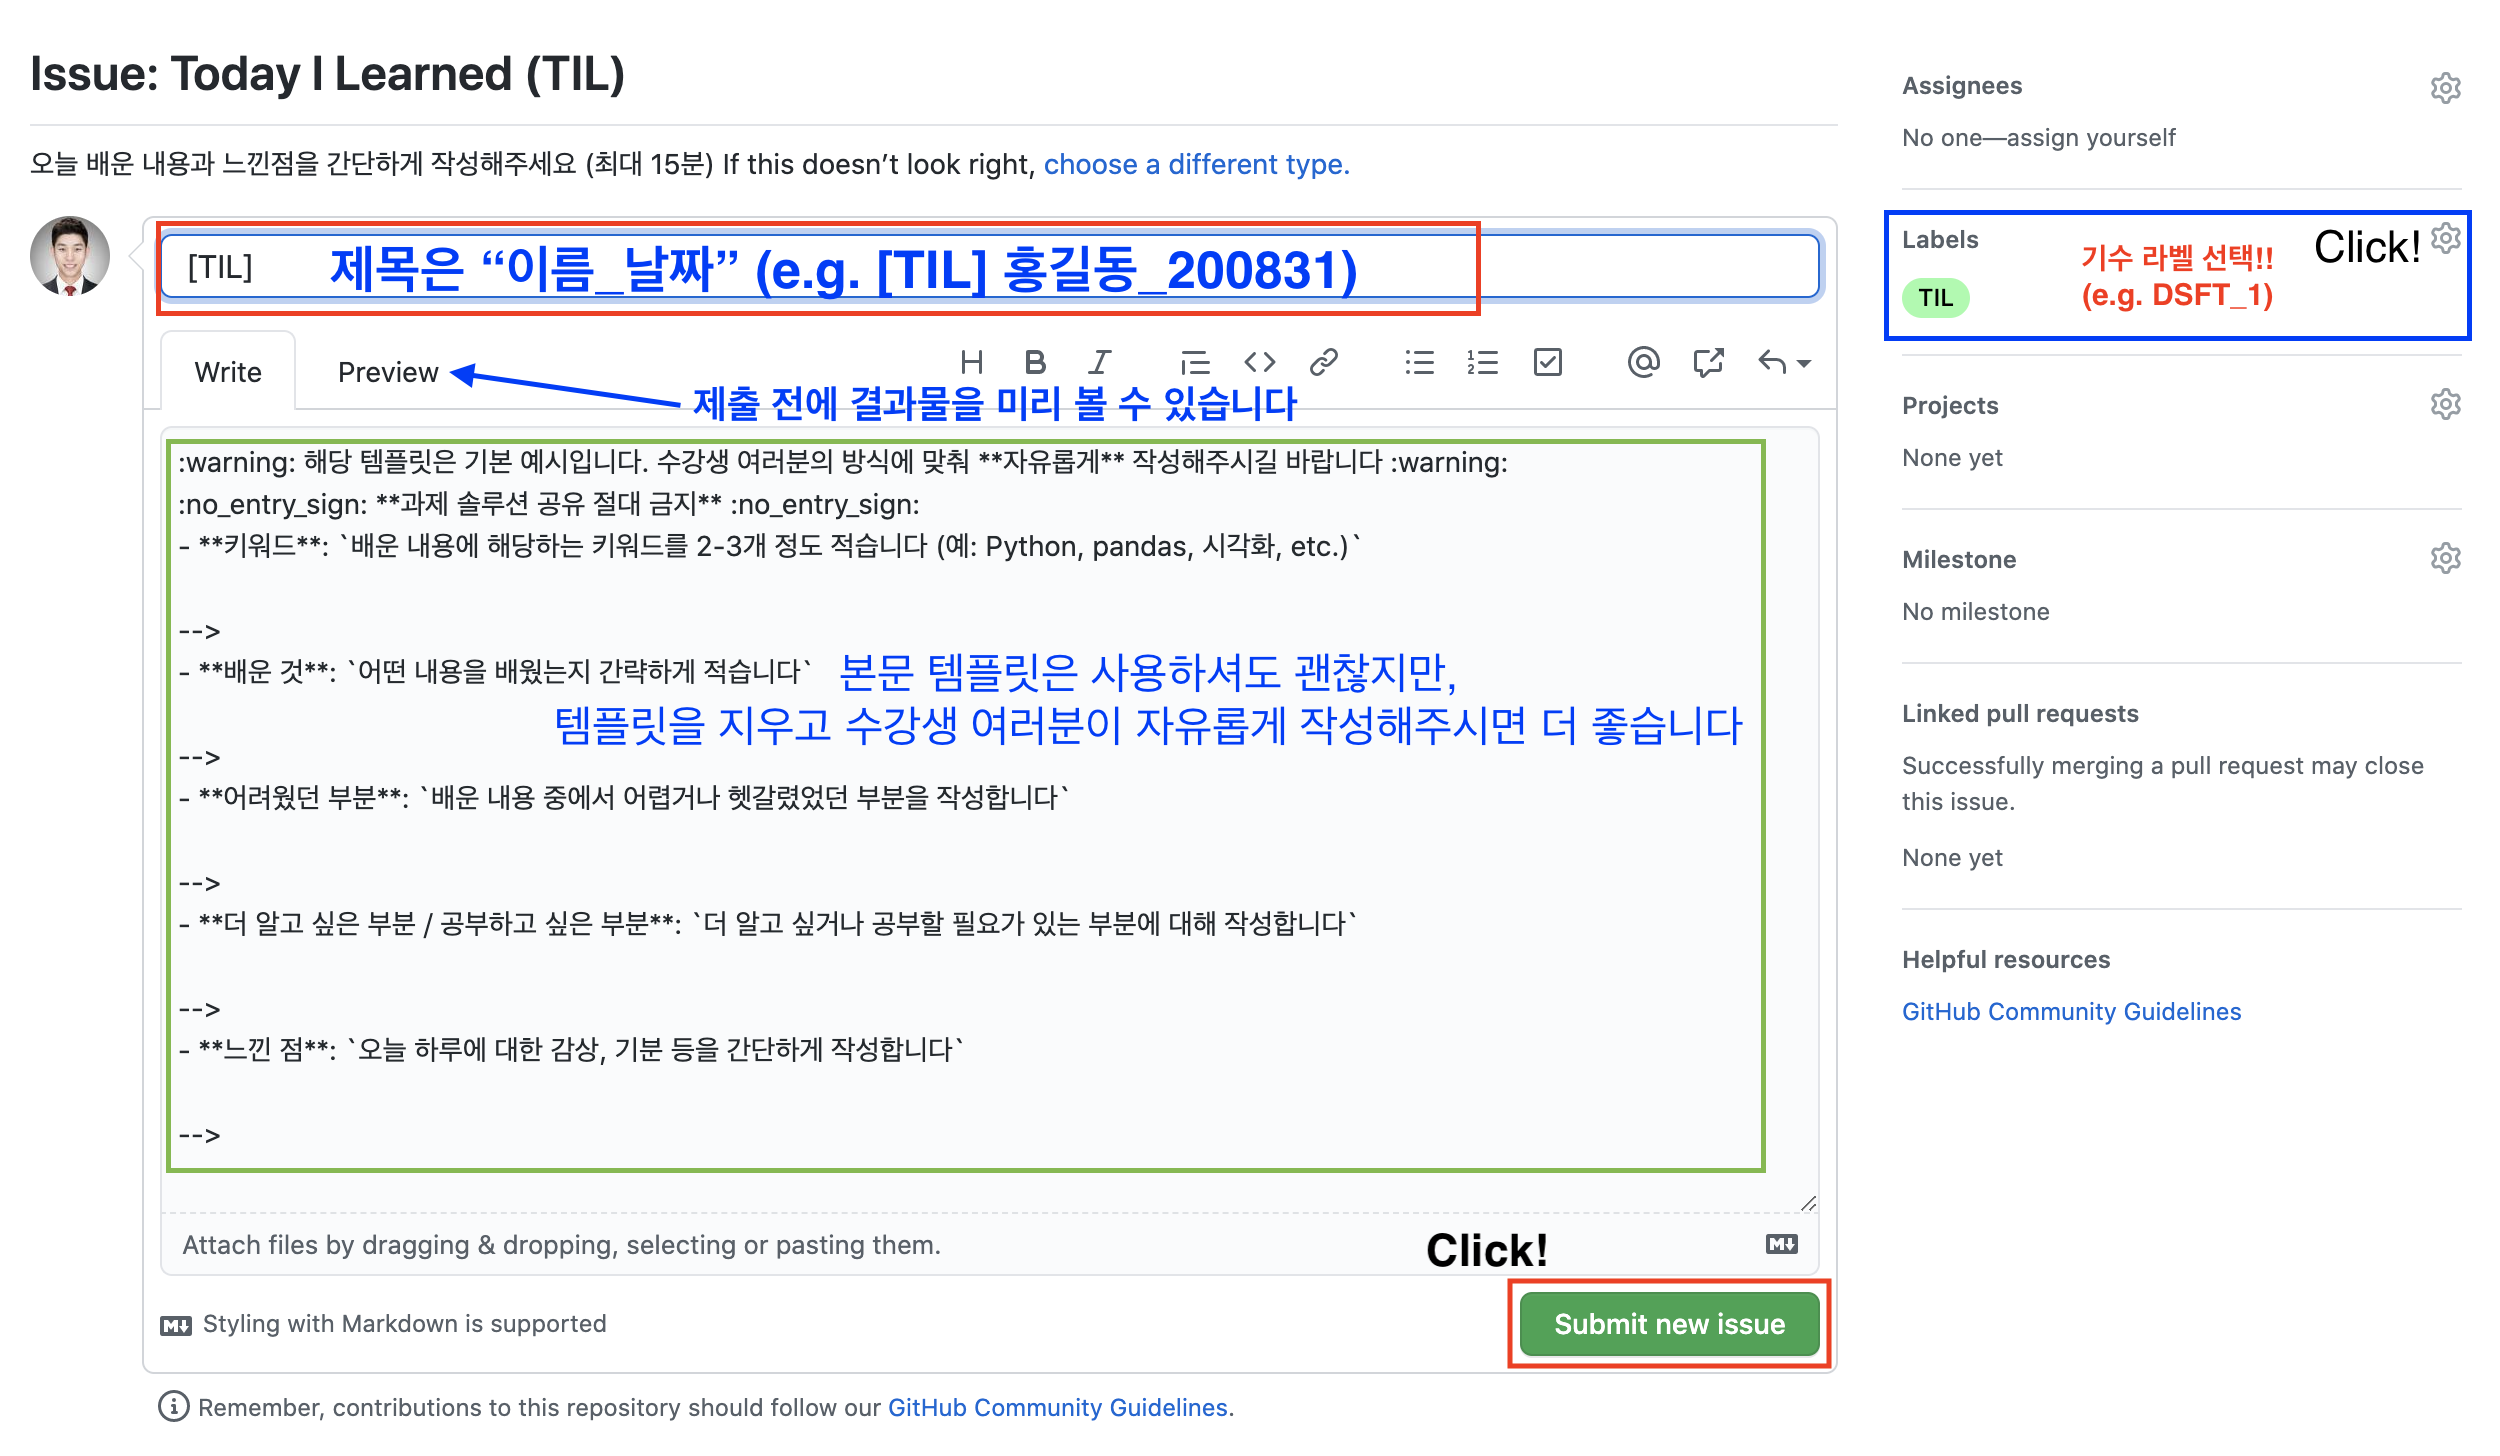 Issue: Today I Learned (TIL)
오늘 배운 내용과 느낀점을 간단하게 작성해주세요 (최대 15분) If this doesn’t look right, choose a different type.
[TIL]
제목은 “이름_날짜” (e.g. [TIL] 홍길동_200831)
Write
Preview
제출 전에 결과물을 미리 볼 수 있습니다
:warning: 해당 템플릿은 기본 예시입니다. 수강생 여러분의 방식에 맞춰 **자유롭게** 작성해주시길 바랍니다 :warning:
:no_entry_sign: **과제 솔루션 공유 절대 금지** :no_entry_sign:
- **키워드**: `배운 내용에 해당하는 키워드를 2-3개 정도 적습니다 (예: Python, pandas, 시각화, etc.)`
-->
- **배운 것**: `어떤 내용을 배웠는지 간략하게 적습니다`
본문 템플릿은 사용하셔도 괜찮지만,
템플릿을 지우고 수강생 여러분이 자유롭게 작성해주시면 더 좋습니다
-->
- **어려웠던 부분**: `배운 내용 중에서 어렵거나 헷갈렸었던 부분을 작성합니다`
-->
- **더 알고 싶은 부분 / 공부하고 싶은 부분**: `더 알고 싶거나 공부할 필요가 있는 부분에 대해 작성합니다`
-->
- **느낀 점**: `오늘 하루에 대한 감상, 기분 등을 간단하게 작성합니다`
-->
Attach files by dragging & dropping, selecting or pasting them.
Click!
Styling with Markdown is supported
Submit new issue
Remember, contributions to this repository should follow our GitHub Community Guidelines.
Assignees
No one—assign yourself
Labels
기수 라벨 선택!!
(e.g. DSFT_1)
Click!
TIL
Projects
None yet
Milestone
No milestone
Linked pull requests
Successfully merging a pull request may close
this issue.
None yet
Helpful resources
GitHub Community Guidelines